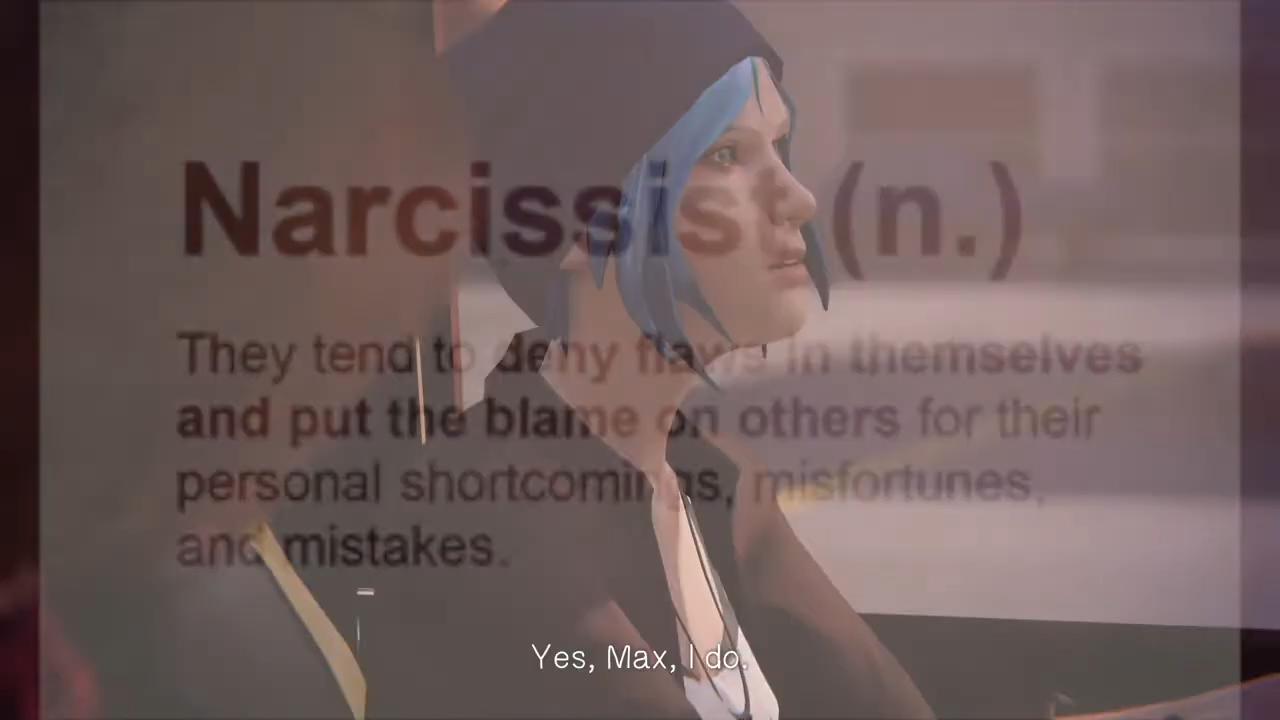 Narcissist (n.)
They tend to deny flaws in themselves
and put the blame on others for their
personal shortcomings, misfortunes,
and mistakes.
Yes, Max, I do.